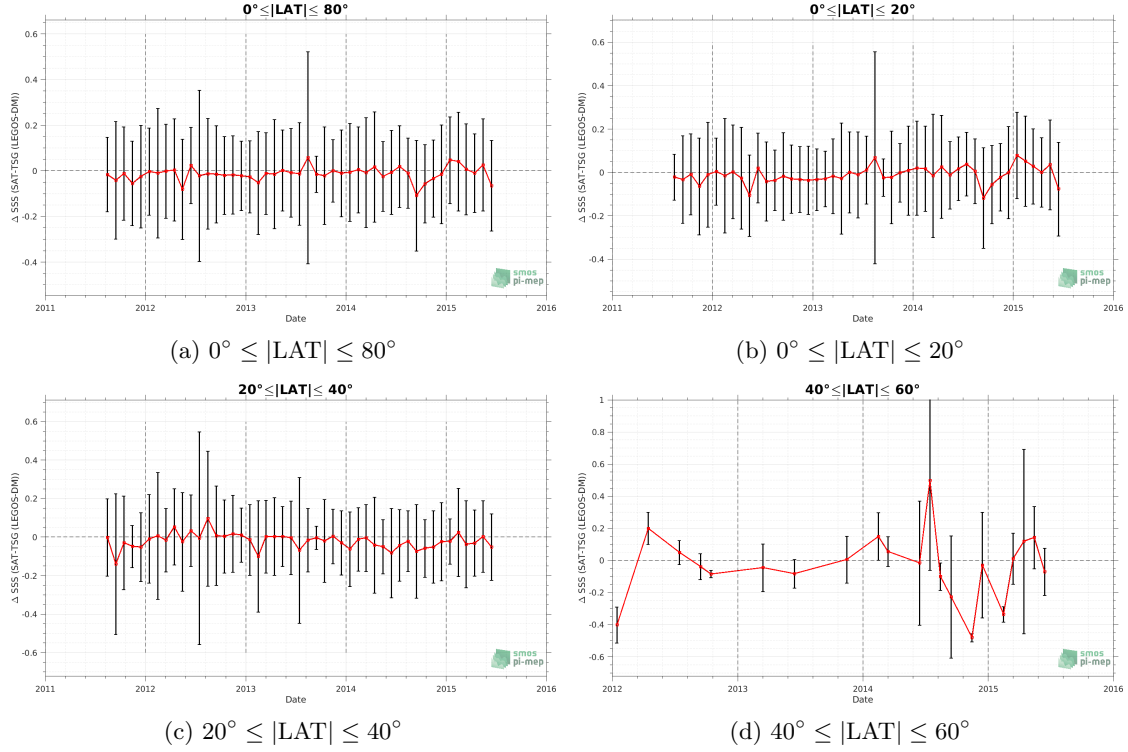 0°≤|LAT|≤ 80°
Δ SSS (SAT-TSG (LEGOS-DM))
0.6
0.4
0.2
0
-0.2
-0.4
2011 2012 2013 2014 2015 2016
Date
smos
pi-mep
(a) 0° ≤ |LAT| ≤ 80°
0°≤|LAT|≤ 20°
Δ SSS (SAT-TSG (LEGOS-DM))
0.6
0.4
0.2
0
-0.2
-0.4
2011 2012 2013 2014 2015 2016
Date
smos
pi-mep
(b) 0° ≤ |LAT| ≤ 20°
20°≤|LAT|≤ 40°
Δ SSS (SAT-TSG (LEGOS-DM))
0.6
0.4
0.2
0
-0.2
-0.4
-0.6
2011 2012 2013 2014 2015 2016
Date
smos
pi-mep
(c) 20° ≤ |LAT| ≤ 40°
40°≤|LAT|≤ 60°
Δ SSS (SAT-TSG (LEGOS-DM))
1
0.8
0.6
0.4
0.2
0
-0.2
-0.4
-0.6
2012 2013 2014 2015 2016
Date
smos
pi-mep
(d) 40° ≤ |LAT| ≤ 60°